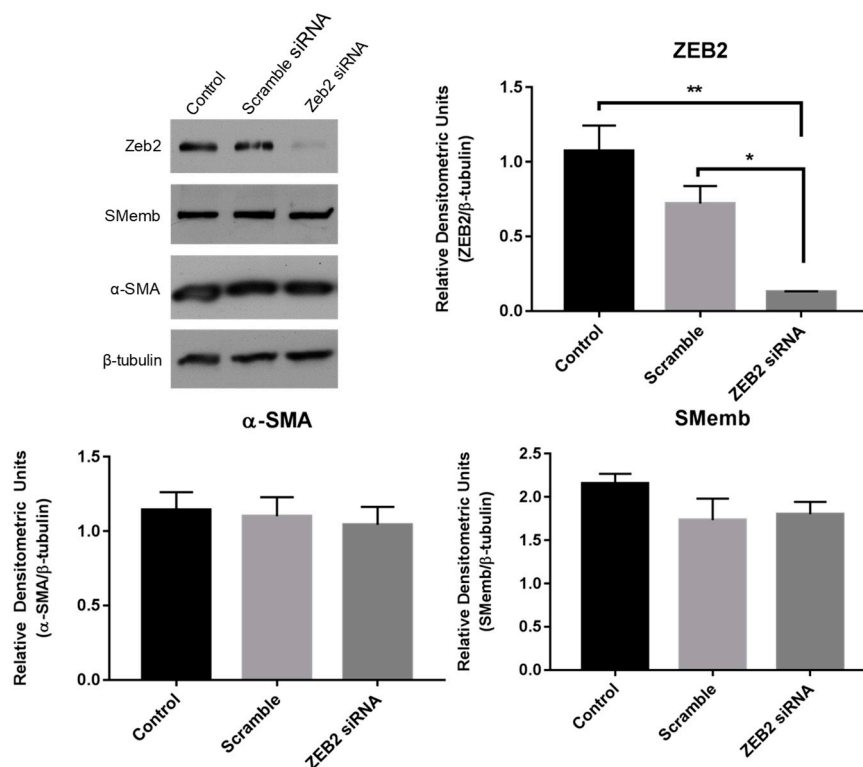 Control
Scramble siRNA
Zeb2 siRNA
Zeb2
SMemb
α-SMA
β-tubulin
ZEB2
Relative Densitometric Units
(ZEB2/β-tubulin)
1.5
1.0
0.5
0.0
**
*
Control
Scramble
ZEB2 siRNA
α-SMA
Relative Densitometric Units
(α-SMA/β-tubulin)
1.5
1.0
0.5
0.0
Control
Scramble
ZEB2 siRNA
SMemb
Relative Densitometric Units
(SMemb/β-tubulin)
2.5
2.0
1.5
1.0
0.5
0.0
Control
Scramble
ZEB2 siRNA